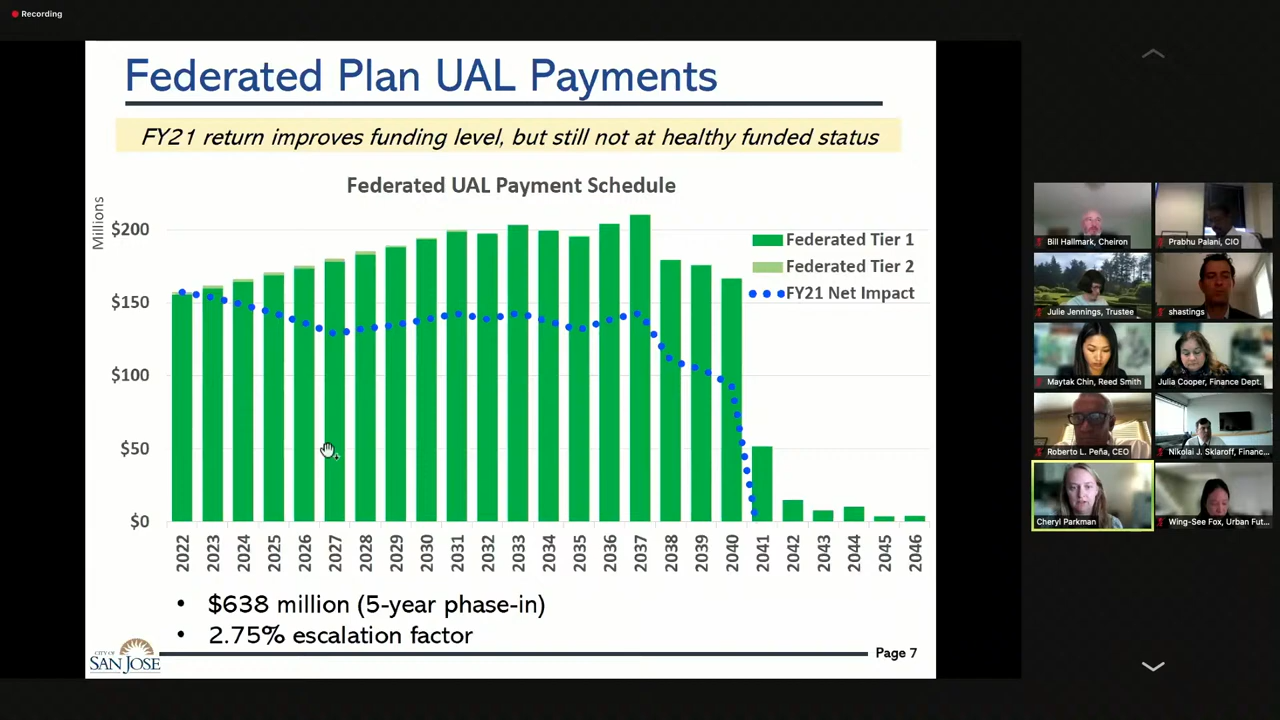 Recording
Federated Plan UAL Payments
FY21 return improves funding level, but still not at healthy funded status
Federated UAL Payment Schedule
Millions
$200
$150
$100
$50
$0
Federated Tier 1
Federated Tier 2
FY21 Net Impact
2022
2023
2024
2025
2026
2027
2028
2029
2030
2031
2032
2033
2034
2035
2036
2037
2038
2039
2040
2041
2042
2043
2044
2045
2046
• $638 million (5-year phase-in)
• 2.75% escalation factor
CITY OF
SAN JOSE
Page 7
Bill Hallmark, Cheiron
Prabhu Palani, CIO
Julie Jennings, Trustee
shastings
Maytak Chin, Reed Smith
Julia Cooper, Finance Dept.
Roberto L. Peña, CEO
Nikolai J. Sklaroff, Financ...
Cheryl Parkman
Wing-See Fox, Urban Fut...